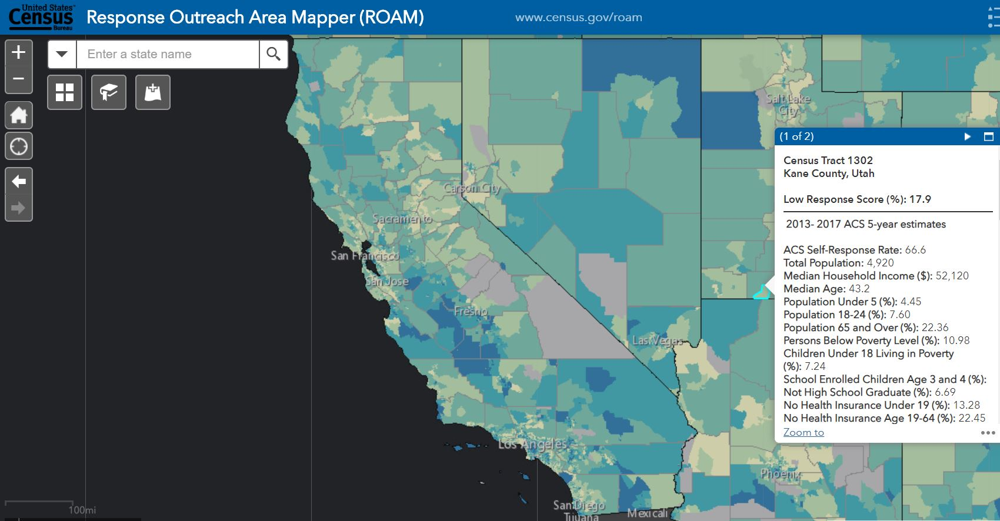 United States™
Census
Bureau
Response Outreach Area Mapper (ROAM)
www.census.gov/roam
+
−
Enter a state name
Salt Lake
City
Carson City
Sacramento
San Francisco
San Jose
Fresno
Las Vegas
Los Angeles
Phoenix
San Diego
Tijuana
Mexicali
100mi
(1 of 2)
Census Tract 1302
Kane County, Utah
Low Response Score (%): 17.9
2013- 2017 ACS 5-year estimates
ACS Self-Response Rate: 66.6
Total Population: 4,920
Median Household Income ($): 52,120
Median Age: 43.2
Population Under 5 (%): 4.45
Population 18-24 (%): 7.60
Population 65 and Over (%): 22.36
Persons Below Poverty Level (%): 10.98
Children Under 18 Living in Poverty
(%): 7.24
School Enrolled Children Age 3 and 4 (%):
Not High School Graduate (%): 6.69
No Health Insurance Under 19 (%): 13.28
No Health Insurance Age 19-64 (%): 22.45
Zoom to